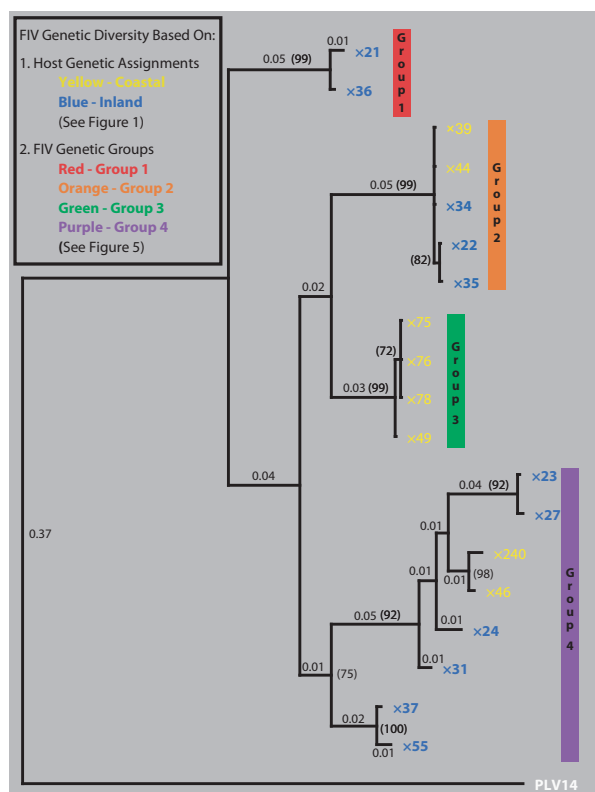 FIV Genetic Diversity Based On:
1. Host Genetic Assignments
Yellow - Coastal
Blue - Inland
(See Figure 1)
2. FIV Genetic Groups
Red - Group 1
Orange - Group 2
Green - Group 3
Purple - Group 4
(See Figure 5)
0.01
×21
0.05 (99)
×36
Group 1
×39
×44
0.05 (99)
×34
×22
(82)
×35
Group 2
0.02
×75
(72)
×76
0.03 (99)
×78
×49
Group 3
0.04
×23
0.04 (92)
×27
0.01
×240
0.01
0.01 (98)
×46
0.05 (92)
0.01
×24
0.01
×31
0.01 (75)
×37
0.02
(100)
×55
0.01
Group 4
0.37
PLV14